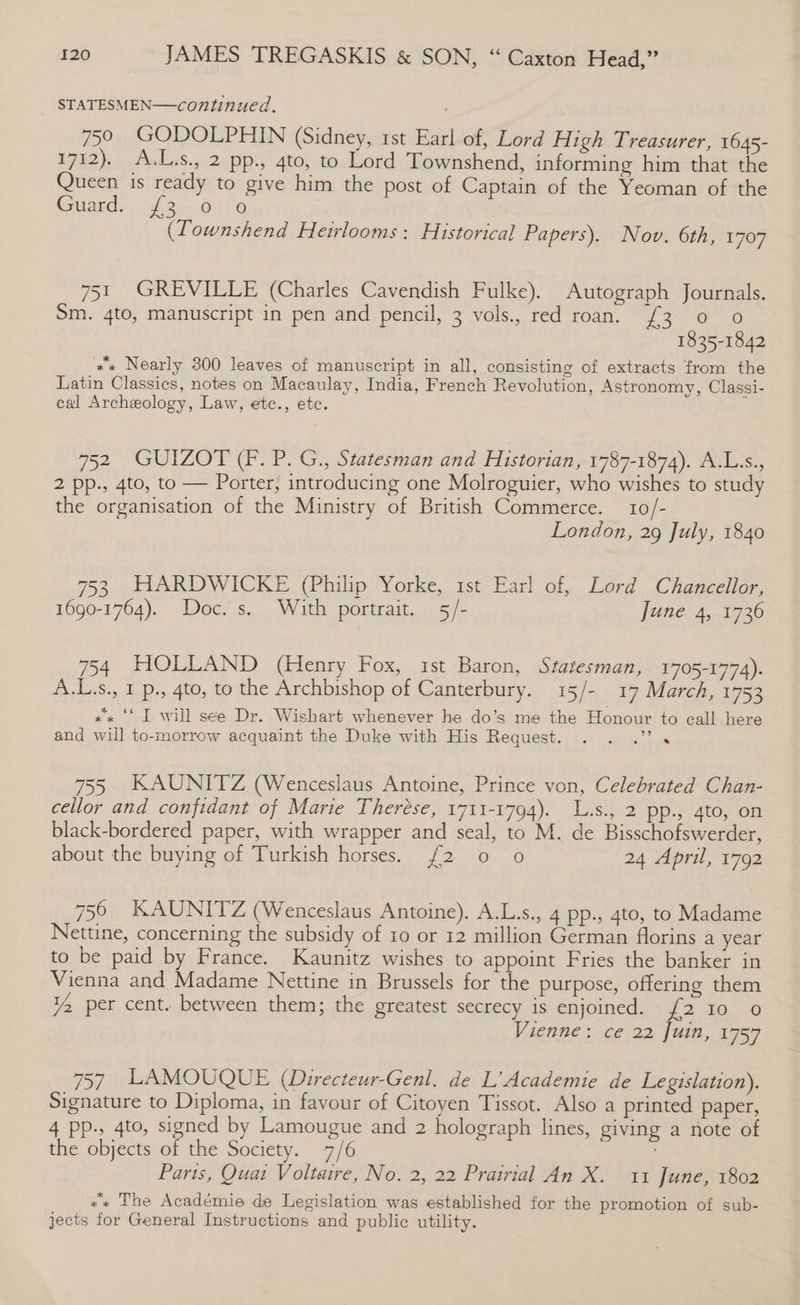 120 JAMES TREGASKIS & SON, “Caxton Head,”
STATESMEN—continued.
750 GODOLPHIN (Sidney, 1st Earl of, Lord High Treasurer, 1645-
1712). A.L.s., 2 pp., 4to, to Lord Townshend, informing him that the
Queen is ready to give him the post of Captain of the Yeoman of the
Guard. £3 0 0
(Townshend Heirlooms: Historical Papers). Nov. 6th, 1707
751 GREVILLE (Charles Cavendish Fulke). Autograph Journals.
Sm. 4to, manuscript in pen and pencil, 3 vols., red roan. £3 0 0
1835-1842
*** Nearly 300 leaves of manuscript in all, consisting of extracts from the
Latin Classics, notes on Macaulay, India, French Revolution, Astronomy, Classi-
cal Archæology, Law, etc., etc.
752 GUIZOT (F. P. G., Statesman and Historian, 1787-1874). A.L.s.,
2 pp., 4to, to — Porter, introducing one Molroguier, who wishes to study
the organisation of the Ministry of British Commerce. 10/-
London, 29 July, 1840
753 HARDWICKE (Philip Yorke, 1st Earl of, Lord Chancellor,
1690-1764). Doc. s. With portrait. 5/- June 4, 1736
754 HOLLAND (Henry Fox, 1st Baron, Statesman, 1705-1774).
A.L.s., 1 p., 4to, to the Archbishop of Canterbury. 15/- 17 March, 1753
*** “I will see Dr. Wishart whenever he do’s me the Honour to call here
and will to-morrow acquaint the Duke with His Request. . . .”
755 KAUNITZ (Wenceslaus Antoine, Prince von, Celebrated Chan-
cellor and confidant of Marie Therèse, 1711-1794). L.s., 2 pp., 4to, on
black-bordered paper, with wrapper and seal, to M. de Bisschofswerder,
about the buying of Turkish horses. £2 0 0 24 April, 1792
756 KAUNITZ (Wenceslaus Antoine). A.L.s., 4 pp., 4to, to Madame
Nettine, concerning the subsidy of 10 or 12 million German florins a year
to be paid by France. Kaunitz wishes to appoint Fries the banker in
Vienna and Madame Nettine in Brussels for the purpose, offering them
½ per cent. between them; the greatest secrecy is enjoined. £2 10 0
Vienne: ce 22 Juin, 1757
757 LAMOUQUE (Directeur-Genl. de L’Academie de Legislation).
Signature to Diploma, in favour of Citoyen Tissot. Also a printed paper,
4 pp., 4to, signed by Lamougue and 2 holograph lines, giving a note of
the objects of the Society. 7/6
Paris, Quai Voltaire, No. 2, 22 Prairial An X. 11 June, 1802
*** The Académie de Legislation was established for the promotion of sub-
jects for General Instructions and public utility.